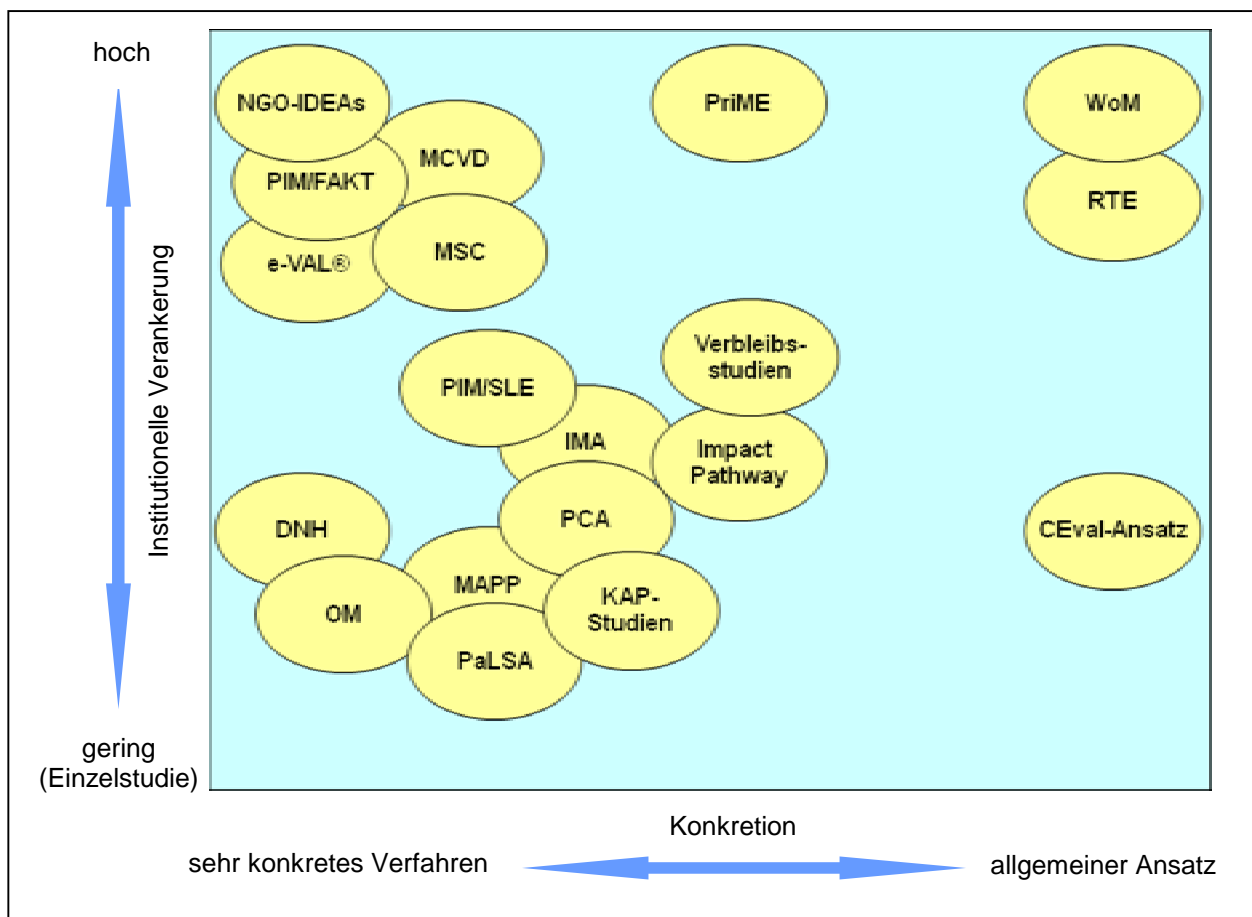 hoch
NGO-IDEAs
PriME
WoM
MCVD
PIM/FAKT
RTE
MSC
e-VAL®
Institutionelle Verankerung
Verbleibs-
studien
PIM/SLE
IMA
Impact
Pathway
PCA
DNH
CEval-Ansatz
MAPP
KAP-
Studien
OM
PaLSA
gering
(Einzelstudie)
Konkretion
sehr konkretes Verfahren
allgemeiner Ansatz